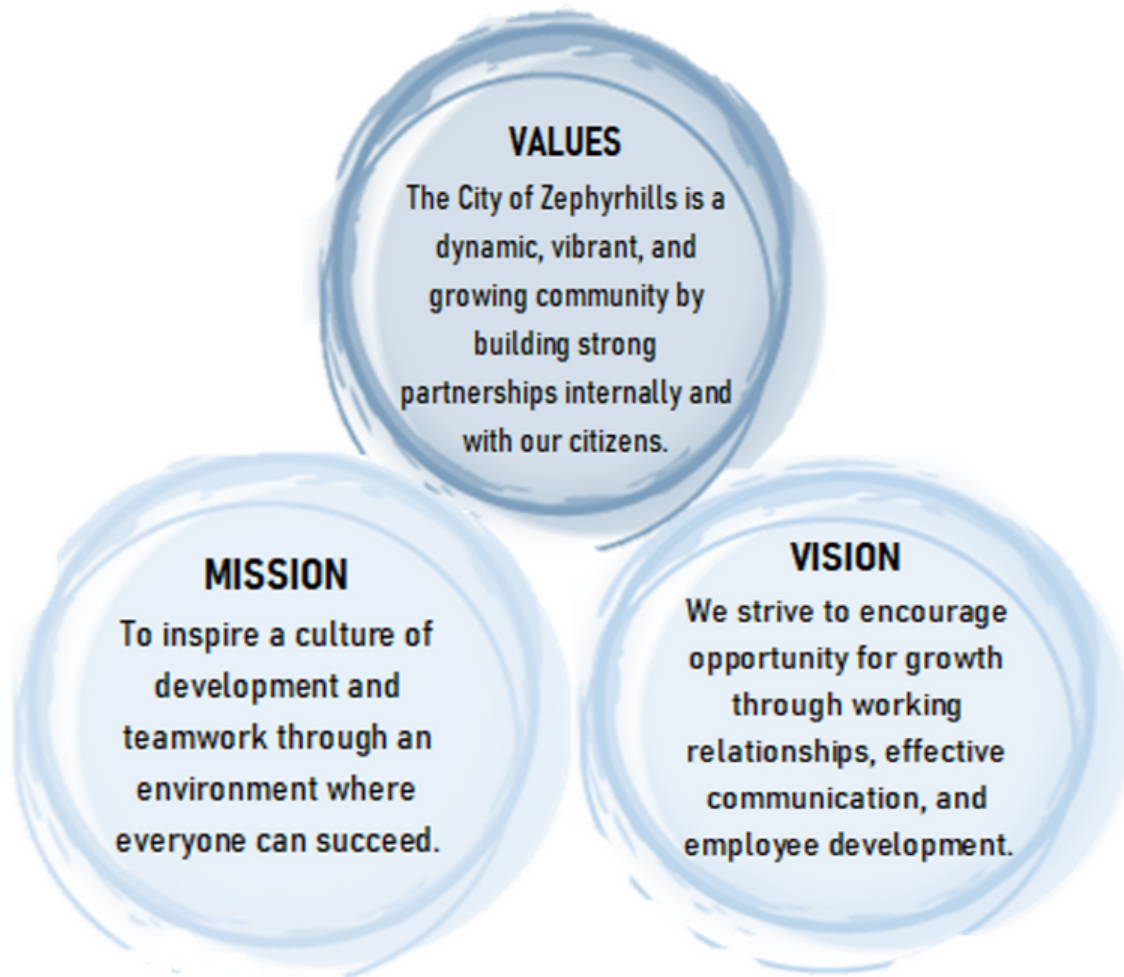 VALUES
The City of Zephyrhills is a
dynamic, vibrant, and
growing community by
building strong
partnerships internally and
with our citizens.
MISSION
To inspire a culture of
development and
teamwork through an
environment where
everyone can succeed.
VISION
We strive to encourage
opportunity for growth
through working
relationships, effective
communication, and
employee development.